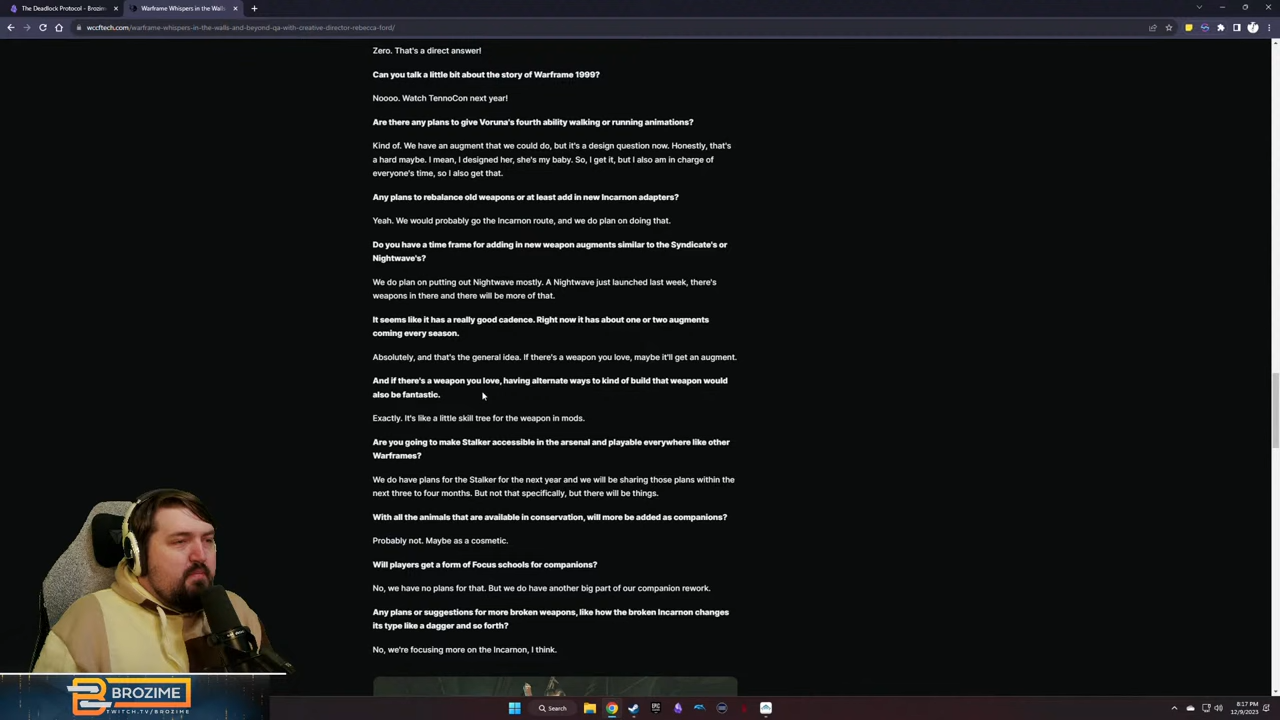 The Deadlock Protocol - Brozim
Warframe Whispers in the Walls
wccftech.com/warframe-whispers-in-the-walls-and-beyond-qa-with-creative-director-rebecca-ford/
Zero. That's a direct answer!
Can you talk a little bit about the story of Warframe 1999?
Noooo. Watch TennoCon next year!
Are there any plans to give Voruna's fourth ability walking or running animations?
Kind of. We have an augment that we could do, but it's a design question now. Honestly, that's
a hard maybe. I mean, I designed her, she's my baby. So, I get it, but I also am in charge of
everyone's time, so I also get that.
Any plans to rebalance old weapons or at least add in new Incarnon adapters?
Yeah. We would probably go the Incarnon route, and we do plan on doing that.
Do you have a time frame for adding in new weapon augments similar to the Syndicate's or
Nightwave's?
We do plan on putting out Nightwave mostly. A Nightwave just launched last week, there's
weapons in there and there will be more of that.
It seems like it has a really good cadence. Right now it has about one or two augments
coming every season.
Absolutely, and that's the general idea. If there's a weapon you love, maybe it'll get an augment.
And if there's a weapon you love, having alternate ways to kind of build that weapon would
also be fantastic.
Exactly. It's like a little skill tree for the weapon in mods.
Are you going to make Stalker accessible in the arsenal and playable everywhere like other
Warframes?
We do have plans for the Stalker for the next year and we will be sharing those plans within the
next three to four months. But not that specifically, but there will be things.
With all the animals that are available in conservation, will more be added as companions?
Probably not. Maybe as a cosmetic.
Will players get a form of Focus schools for companions?
No, we have no plans for that. But we do have another big part of our companion rework.
Any plans or suggestions for more broken weapons, like how the broken Incarnon changes
its type like a dagger and so forth?
No, we're focusing more on the Incarnon, I think.
BROZIME
TWITCH.TV/BROZIME
Search
EPIC
8:17 PM
12/9/2023